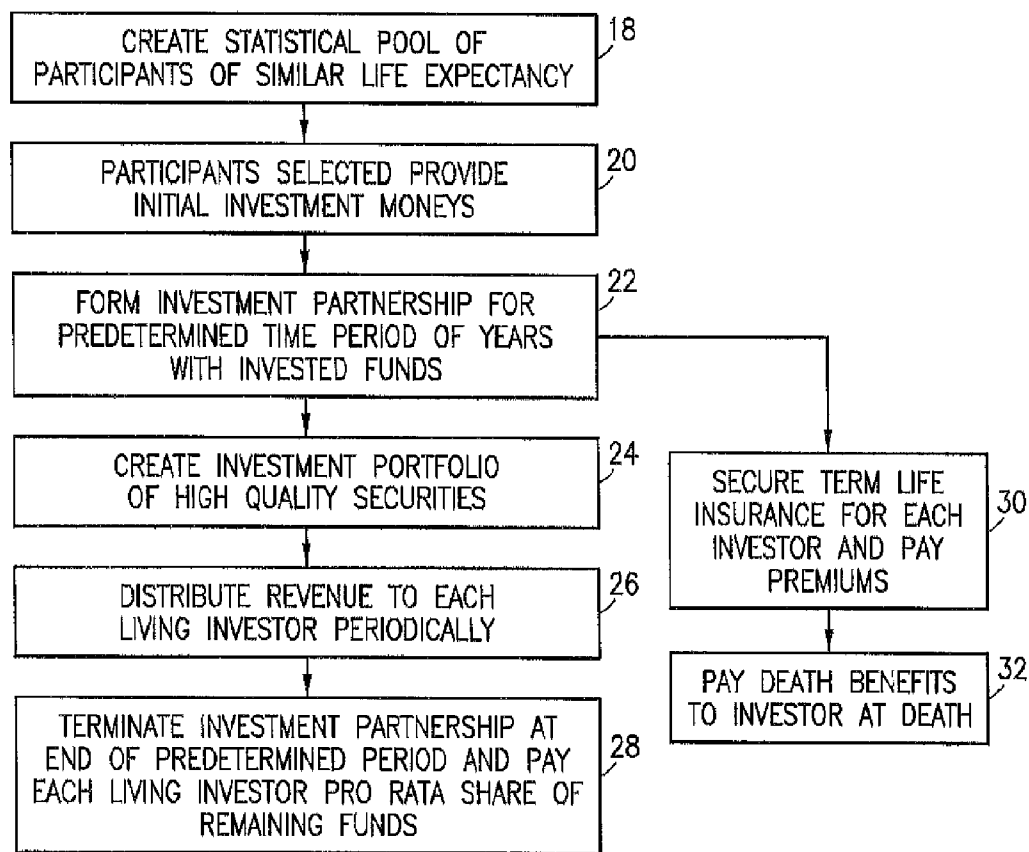 CREATE STATISTICAL POOL OF
PARTICIPANTS OF SIMILAR LIFE EXPECTANCY
18
PARTICIPANTS SELECTED PROVIDE
INITIAL INVESTMENT MONEYS
20
FORM INVESTMENT PARTNERSHIP FOR
PREDETERMINED TIME PERIOD OF YEARS
WITH INVESTED FUNDS
22
CREATE INVESTMENT PORTFOLIO
OF HIGH QUALITY SECURITIES
24
DISTRIBUTE REVENUE TO EACH
LIVING INVESTOR PERIODICALLY
26
TERMINATE INVESTMENT PARTNERSHIP AT
END OF PREDETERMINED PERIOD AND PAY
EACH LIVING INVESTOR PRO RATA SHARE OF
REMAINING FUNDS
28
SECURE TERM LIFE
INSURANCE FOR EACH
INVESTOR AND PAY
PREMIUMS
30
PAY DEATH BENEFITS
TO INVESTOR AT DEATH
32